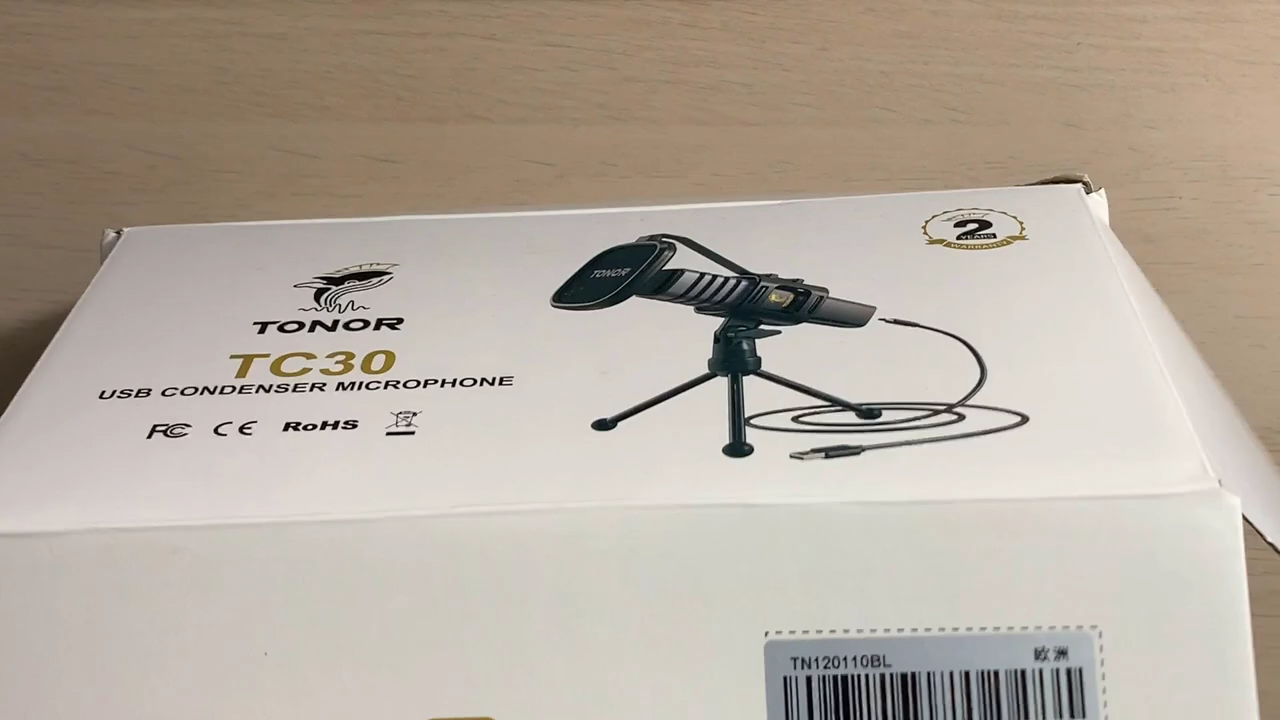 TONOR
TC30
USB CONDENSER MICROPHONE
FC CE RoHS
TONOR
2
YEARS
WARRANTY
TN120110BL 欧洲